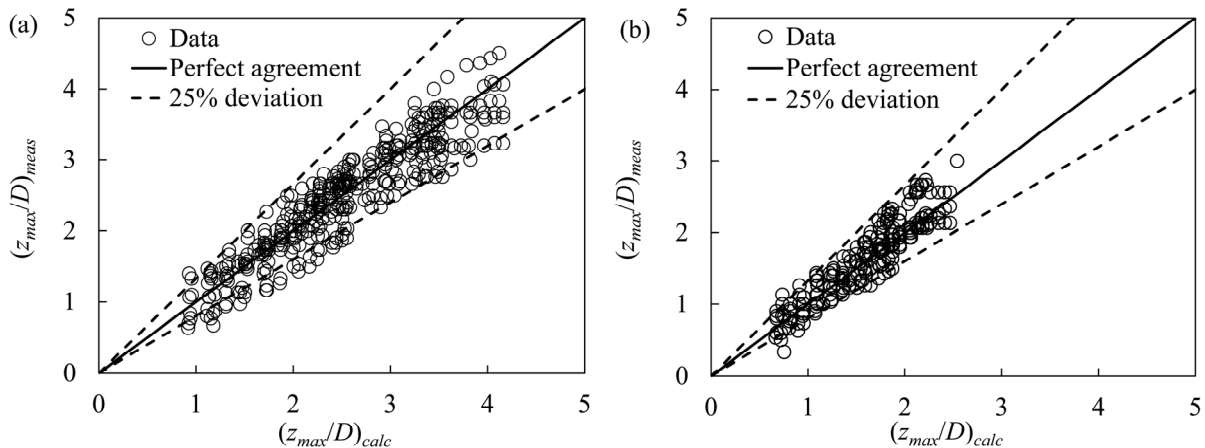 (a)
5
4
3
2
1
0
(z_max/D)_meas
Data
Perfect agreement
25% deviation
0 1 2 3 4 5
(z_max/D)_calc
(b)
5
4
3
2
1
0
(z_max/D)_meas
Data
Perfect agreement
25% deviation
0 1 2 3 4 5
(z_max/D)_calc